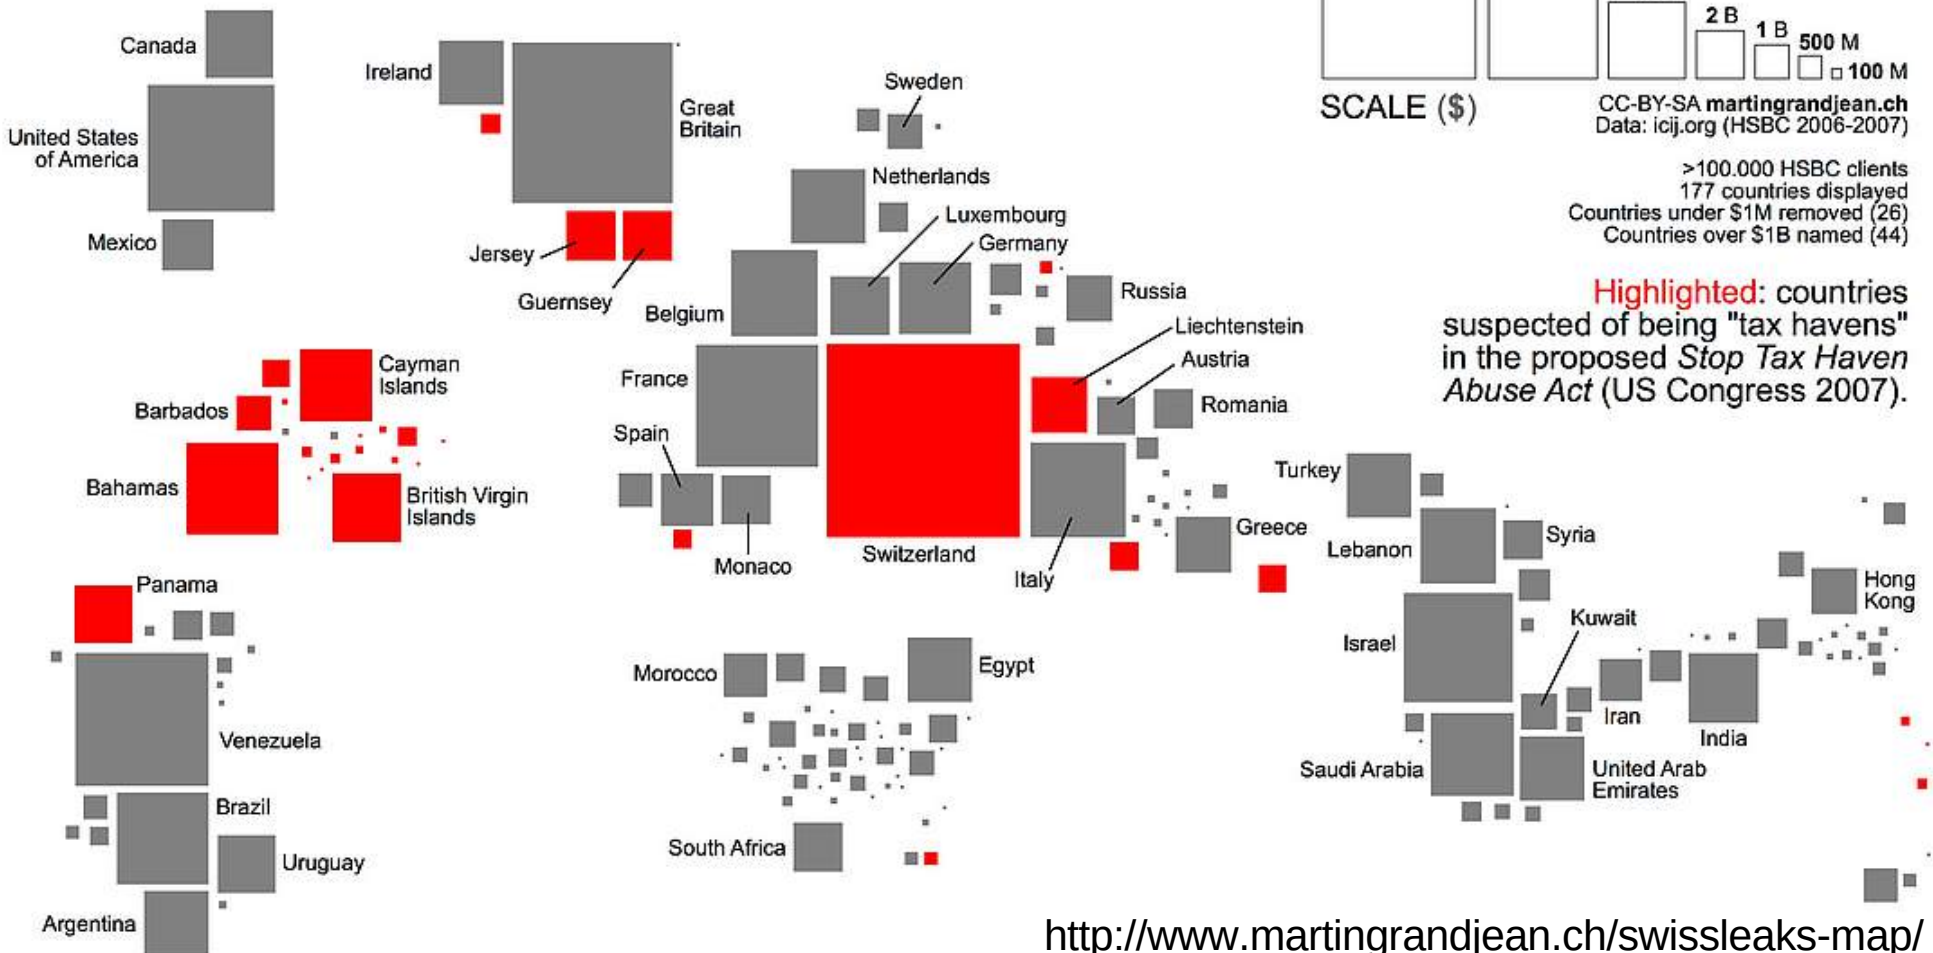 Canada
United States
of America
Mexico
Ireland
Great
Britain
Jersey
Guernsey
Sweden
Netherlands
Luxembourg
Germany
Belgium
Russia
Liechtenstein
Austria
France
Romania
Spain
Monaco
Switzerland
Italy
Greece
2 B
1 B
500 M
100 M
SCALE ($)
CC-BY-SA martingrandjean.ch
Data: icij.org (HSBC 2006-2007)
>100.000 HSBC clients
177 countries displayed
Countries under $1M removed (26)
Countries over $1B named (44)
Highlighted: countries
suspected of being "tax havens"
in the proposed Stop Tax Haven
Abuse Act (US Congress 2007).
Cayman
Islands
Barbados
Bahamas
British Virgin
Islands
Panama
Venezuela
Brazil
Uruguay
Argentina
Morocco
Egypt
South Africa
Turkey
Lebanon
Syria
Israel
Kuwait
Iran
India
Hong
Kong
Saudi Arabia
United Arab
Emirates
http://www.martingrandjean.ch/swissleaks-map/